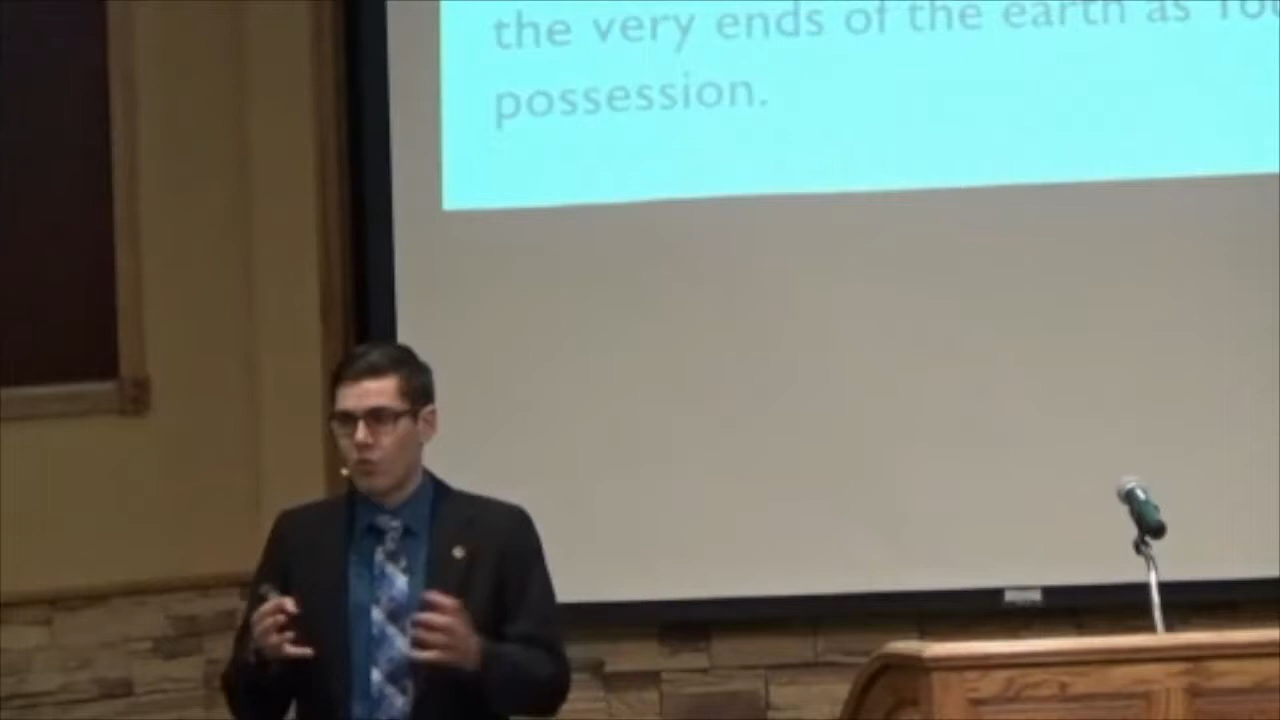 the very ends of the earth as
possession.